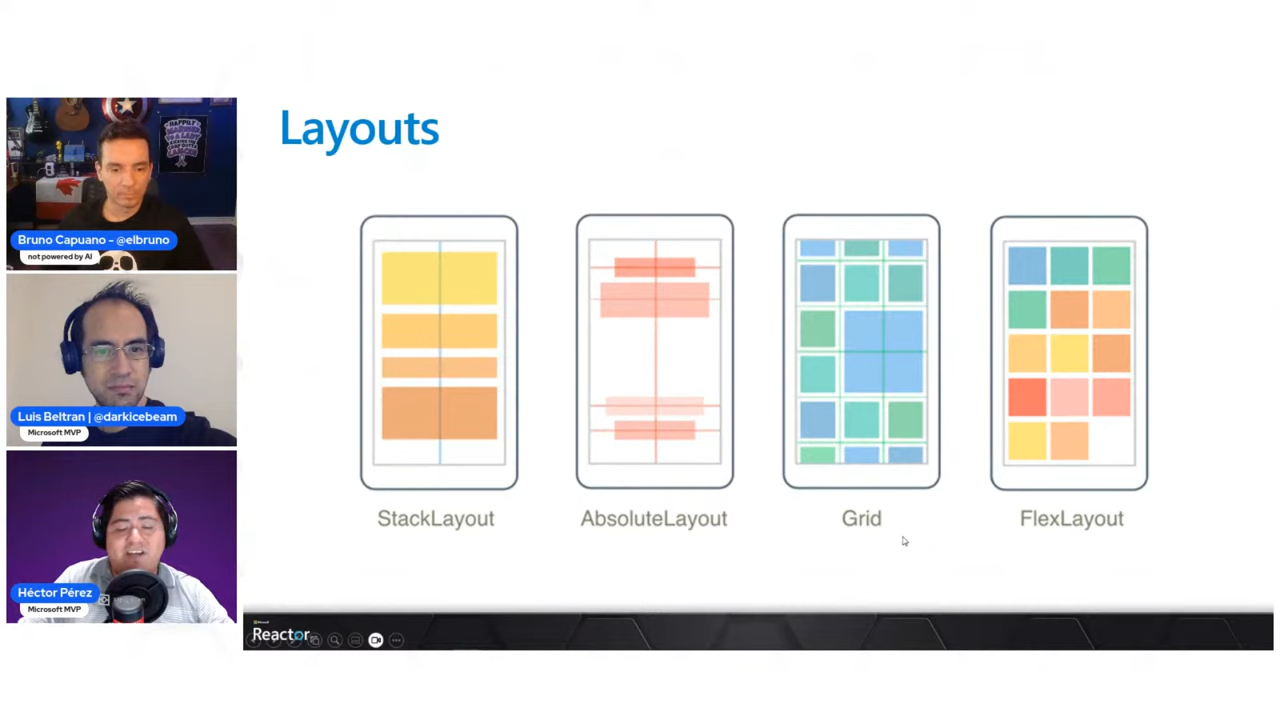 Layouts
Bruno Capuano - @elbruno
not powered by AI
Luis Beltran | @darkicebeam
Microsoft MVP
Héctor Pérez
Microsoft MVP
StackLayout
AbsoluteLayout
Grid
FlexLayout
Microsoft
Reactor